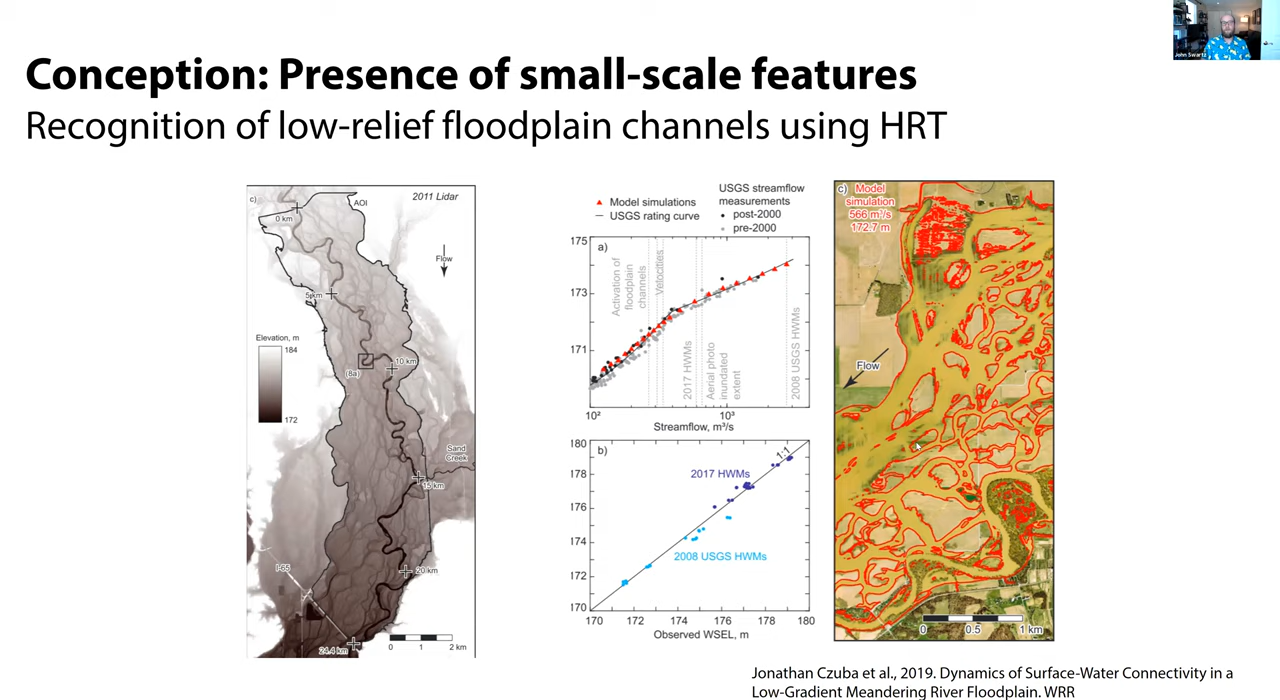 John Swartz
Conception: Presence of small-scale features
Recognition of low-relief floodplain channels using HRT
c)
2011 Lidar
AOI
0 km
Flow
5 km
Elevation, m
184
172
10 km
(8a)
Sand
Creek
15 km
I-65
20 km
24.4 km
0 1 2 km
Model simulations
USGS rating curve
USGS streamflow
measurements
post-2000
pre-2000
a)
175
173
171
Activation of
floodplain
channels
Velocities
2017 HWMs
Aerial photo
inundated
extent
2008 USGS HWMs
10²
10³
Streamflow, m³/s
b)
180
178
176
174
172
170
1:1
2017 HWMs
2008 USGS HWMs
170 172 174 176 178 180
Observed WSEL, m
c) Model
simulation
566 m³/s
172.7 m
Flow
0 0.5 1 km
Jonathan Czuba et al., 2019. Dynamics of Surface-Water Connectivity in a
Low-Gradient Meandering River Floodplain. WRR